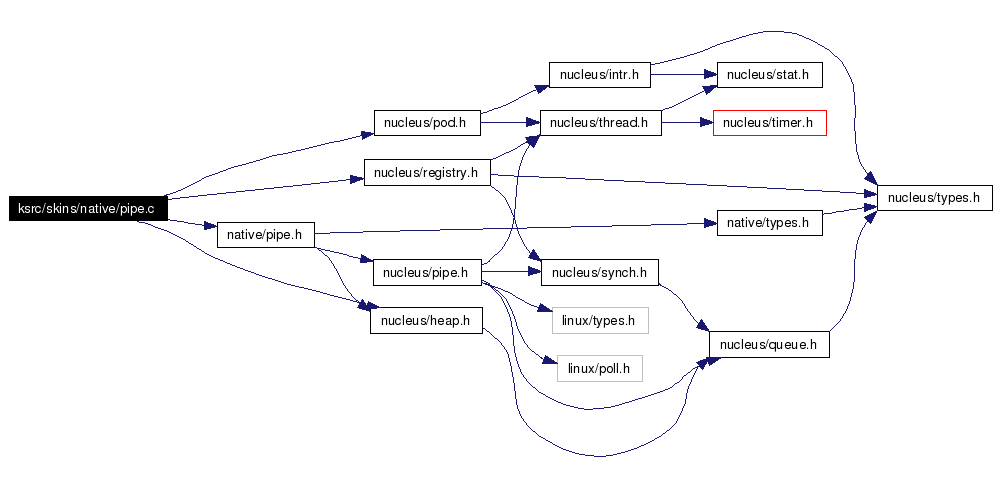 nucleus/intr.h
nucleus/stat.h
nucleus/pod.h
nucleus/thread.h
nucleus/timer.h
nucleus/registry.h
nucleus/types.h
ksrc/skins/native/pipe.c
native/types.h
native/pipe.h
nucleus/pipe.h
nucleus/synch.h
nucleus/heap.h
linux/types.h
nucleus/queue.h
linux/poll.h